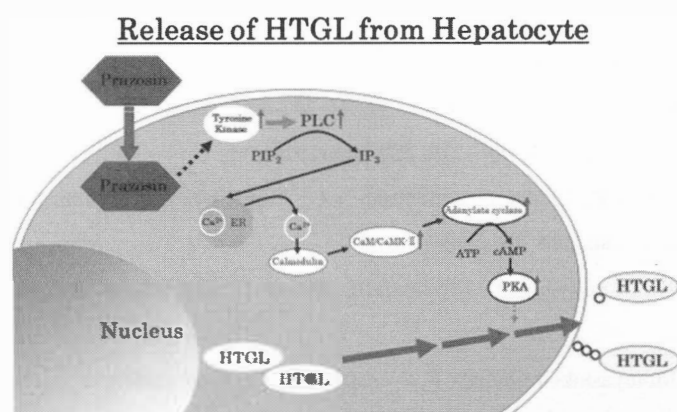 Release of HTGL from Hepatocyte
Prazosin
Tyrosine
Kinase
PLC
PIP2
IP3
Prazosin
Ca2+
ER
Ca2+
Calmodulin
CaM/CaMK-II
Adenylate cyclase
ATP
cAMP
PKA
HTGL
HTGL
Nucleus
HTGL
HTGL